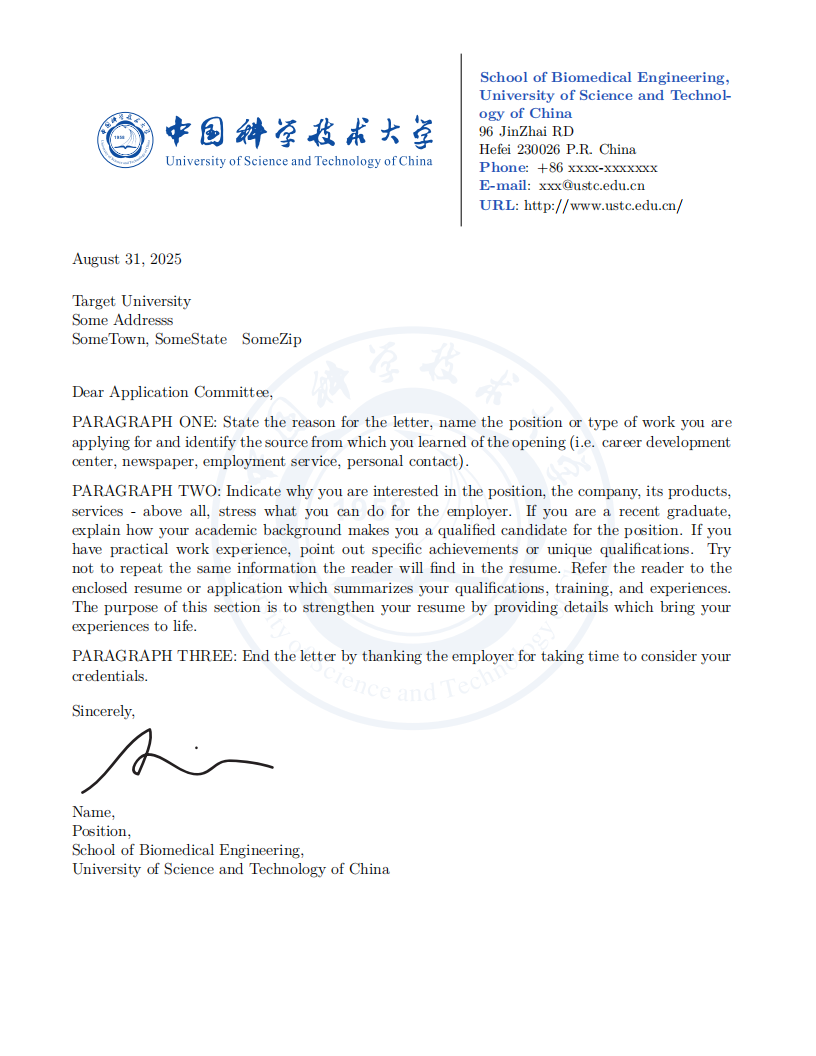 中国科学技术大学
University of Science and Technology of China
School of Biomedical Engineering,
University of Science and Technol-
ogy of China
96 JinZhai RD
Hefei 230026 P.R. China
Phone: +86 xxxx-xxxxxxx
E-mail: xxx@ustc.edu.cn
URL: http://www.ustc.edu.cn/
August 31, 2025
Target University
Some Addresss
SomeTown, SomeState SomeZip
Dear Application Committee,
PARAGRAPH ONE: State the reason for the letter, name the position or type of work you are
applying for and identify the source from which you learned of the opening (i.e. career development
center, newspaper, employment service, personal contact).
PARAGRAPH TWO: Indicate why you are interested in the position, the company, its products,
services - above all, stress what you can do for the employer. If you are a recent graduate,
explain how your academic background makes you a qualified candidate for the position. If you
have practical work experience, point out specific achievements or unique qualifications. Try
not to repeat the same information the reader will find in the resume. Refer the reader to the
enclosed resume or application which summarizes your qualifications, training, and experiences.
The purpose of this section is to strengthen your resume by providing details which bring your
experiences to life.
PARAGRAPH THREE: End the letter by thanking the employer for taking time to consider your
credentials.
Sincerely,
Name,
Position,
School of Biomedical Engineering,
University of Science and Technology of China